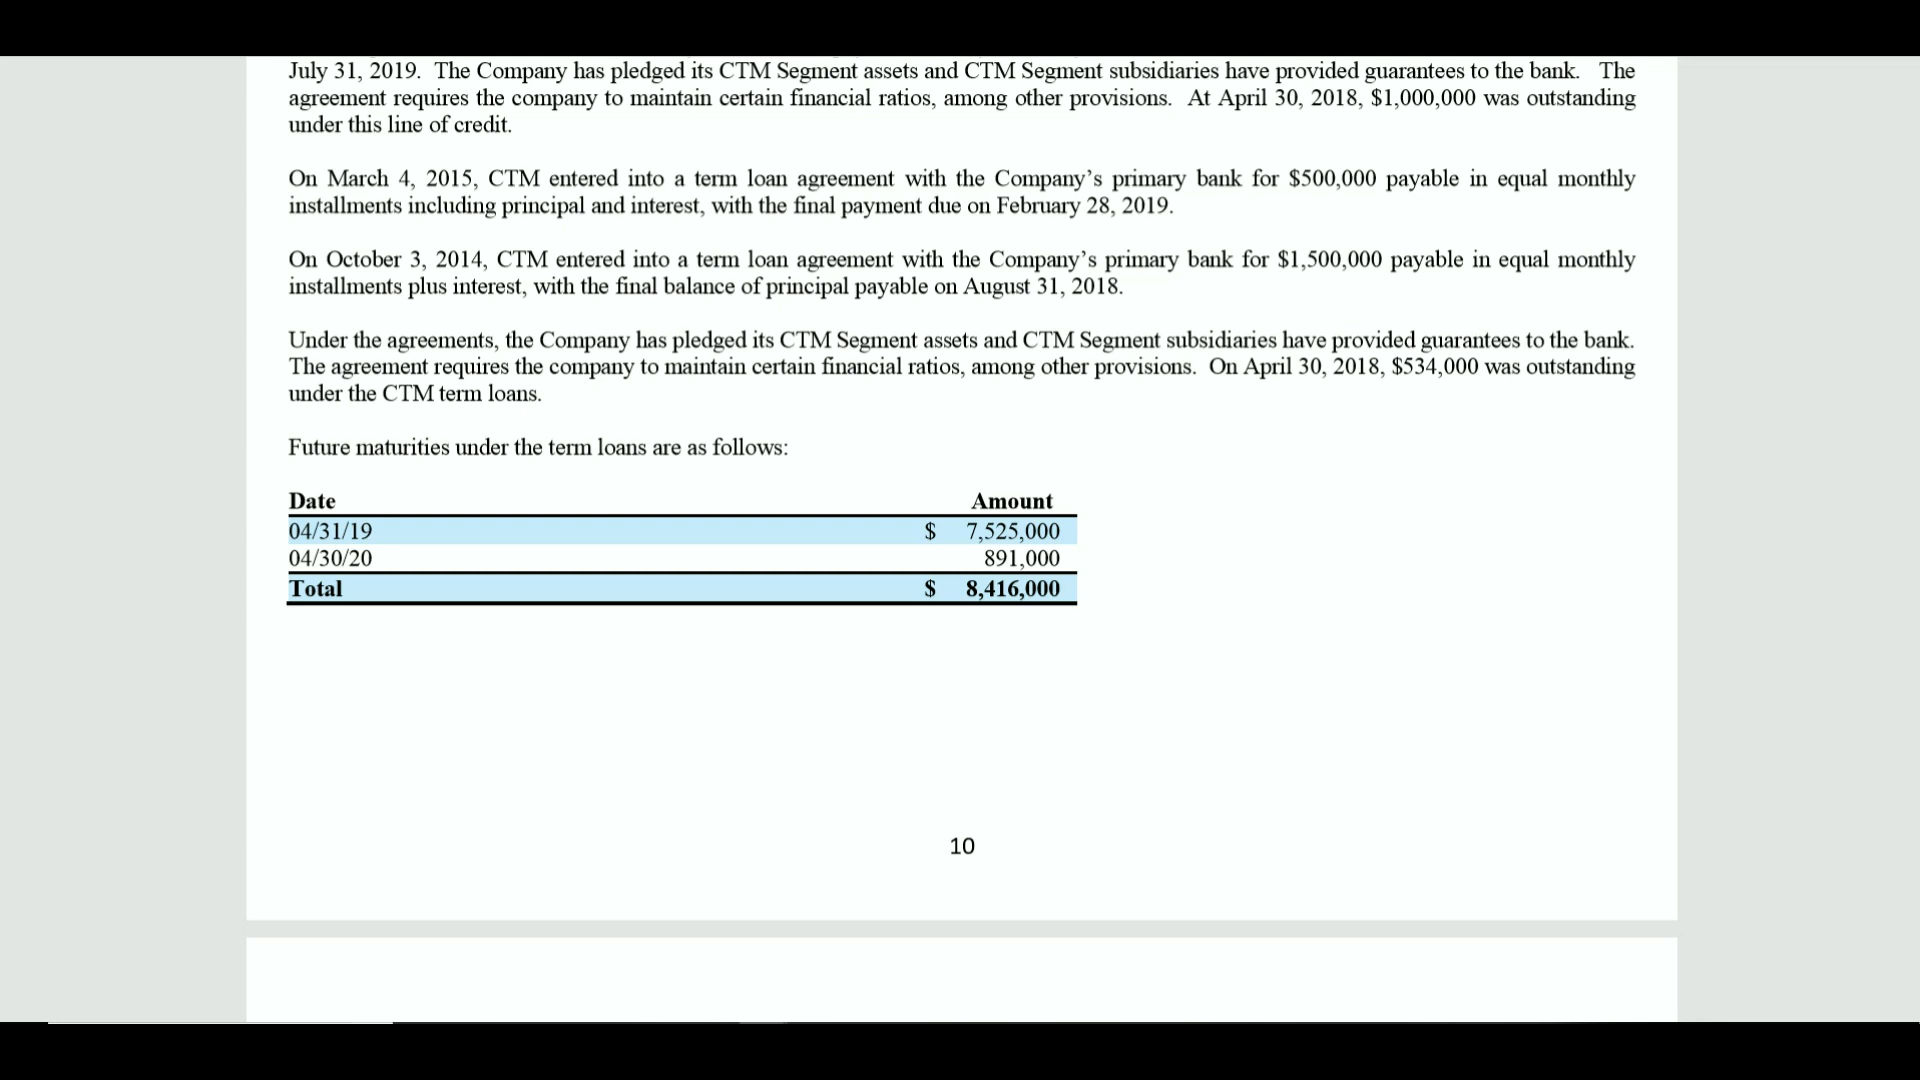 July 31, 2019. The Company has pledged its CTM Segment assets and CTM Segment subsidiaries have provided guarantees to the bank. The
agreement requires the company to maintain certain financial ratios, among other provisions. At April 30, 2018, $1,000,000 was outstanding
under this line of credit.
On March 4, 2015, CTM entered into a term loan agreement with the Company’s primary bank for $500,000 payable in equal monthly
installments including principal and interest, with the final payment due on February 28, 2019.
On October 3, 2014, CTM entered into a term loan agreement with the Company’s primary bank for $1,500,000 payable in equal monthly
installments plus interest, with the final balance of principal payable on August 31, 2018.
Under the agreements, the Company has pledged its CTM Segment assets and CTM Segment subsidiaries have provided guarantees to the bank.
The agreement requires the company to maintain certain financial ratios, among other provisions. On April 30, 2018, $534,000 was outstanding
under the CTM term loans.
Future maturities under the term loans are as follows:
Date Amount
04/31/19 $ 7,525,000
04/30/20 891,000
Total $ 8,416,000
10